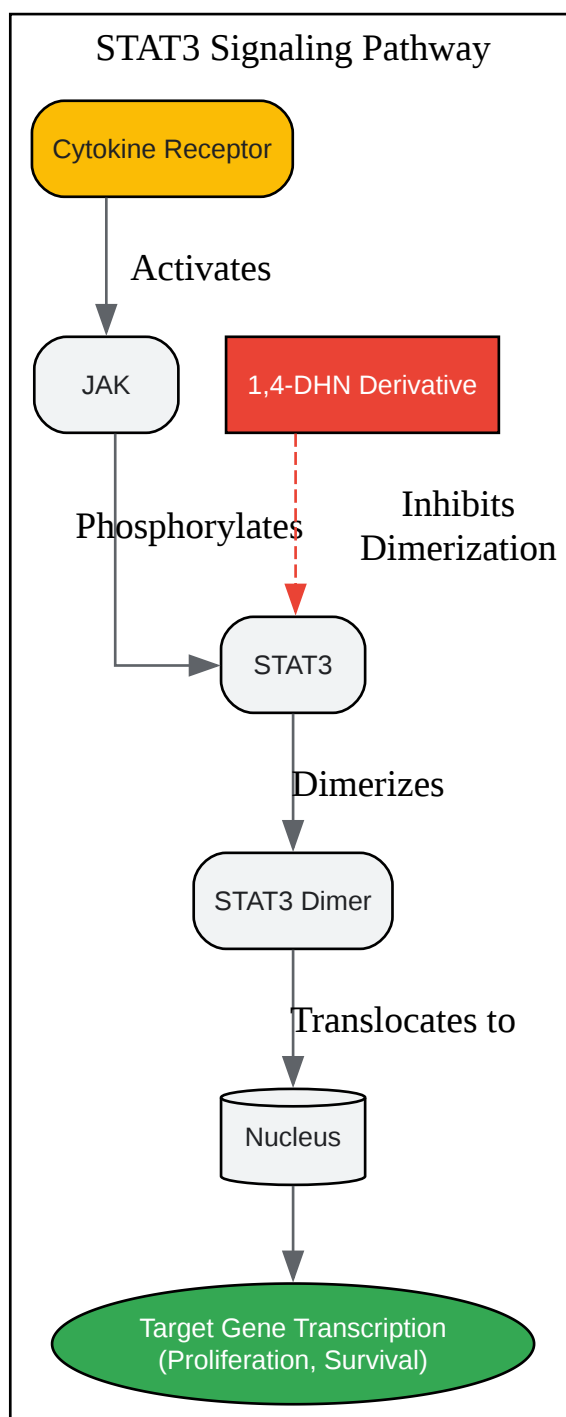 STAT3 Signaling Pathway
Cytokine Receptor
Activates
JAK
1,4-DHN Derivative
Phosphorylates
Inhibits
Dimerization
STAT3
Dimerizes
STAT3 Dimer
Translocates to
Nucleus
Target Gene Transcription
(Proliferation, Survival)